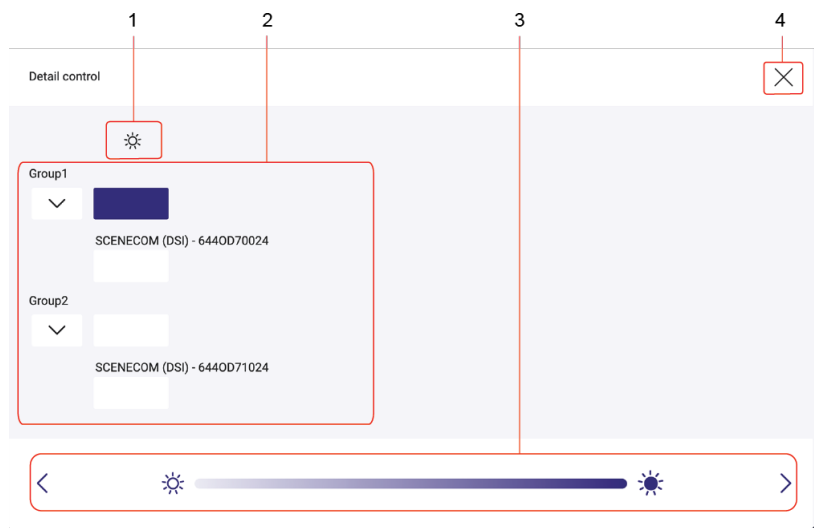 1 2 3 4
Detail control
Group1
SCENECOM (DSI) - 644OD70024
Group2
SCENECOM (DSI) - 644OD71024